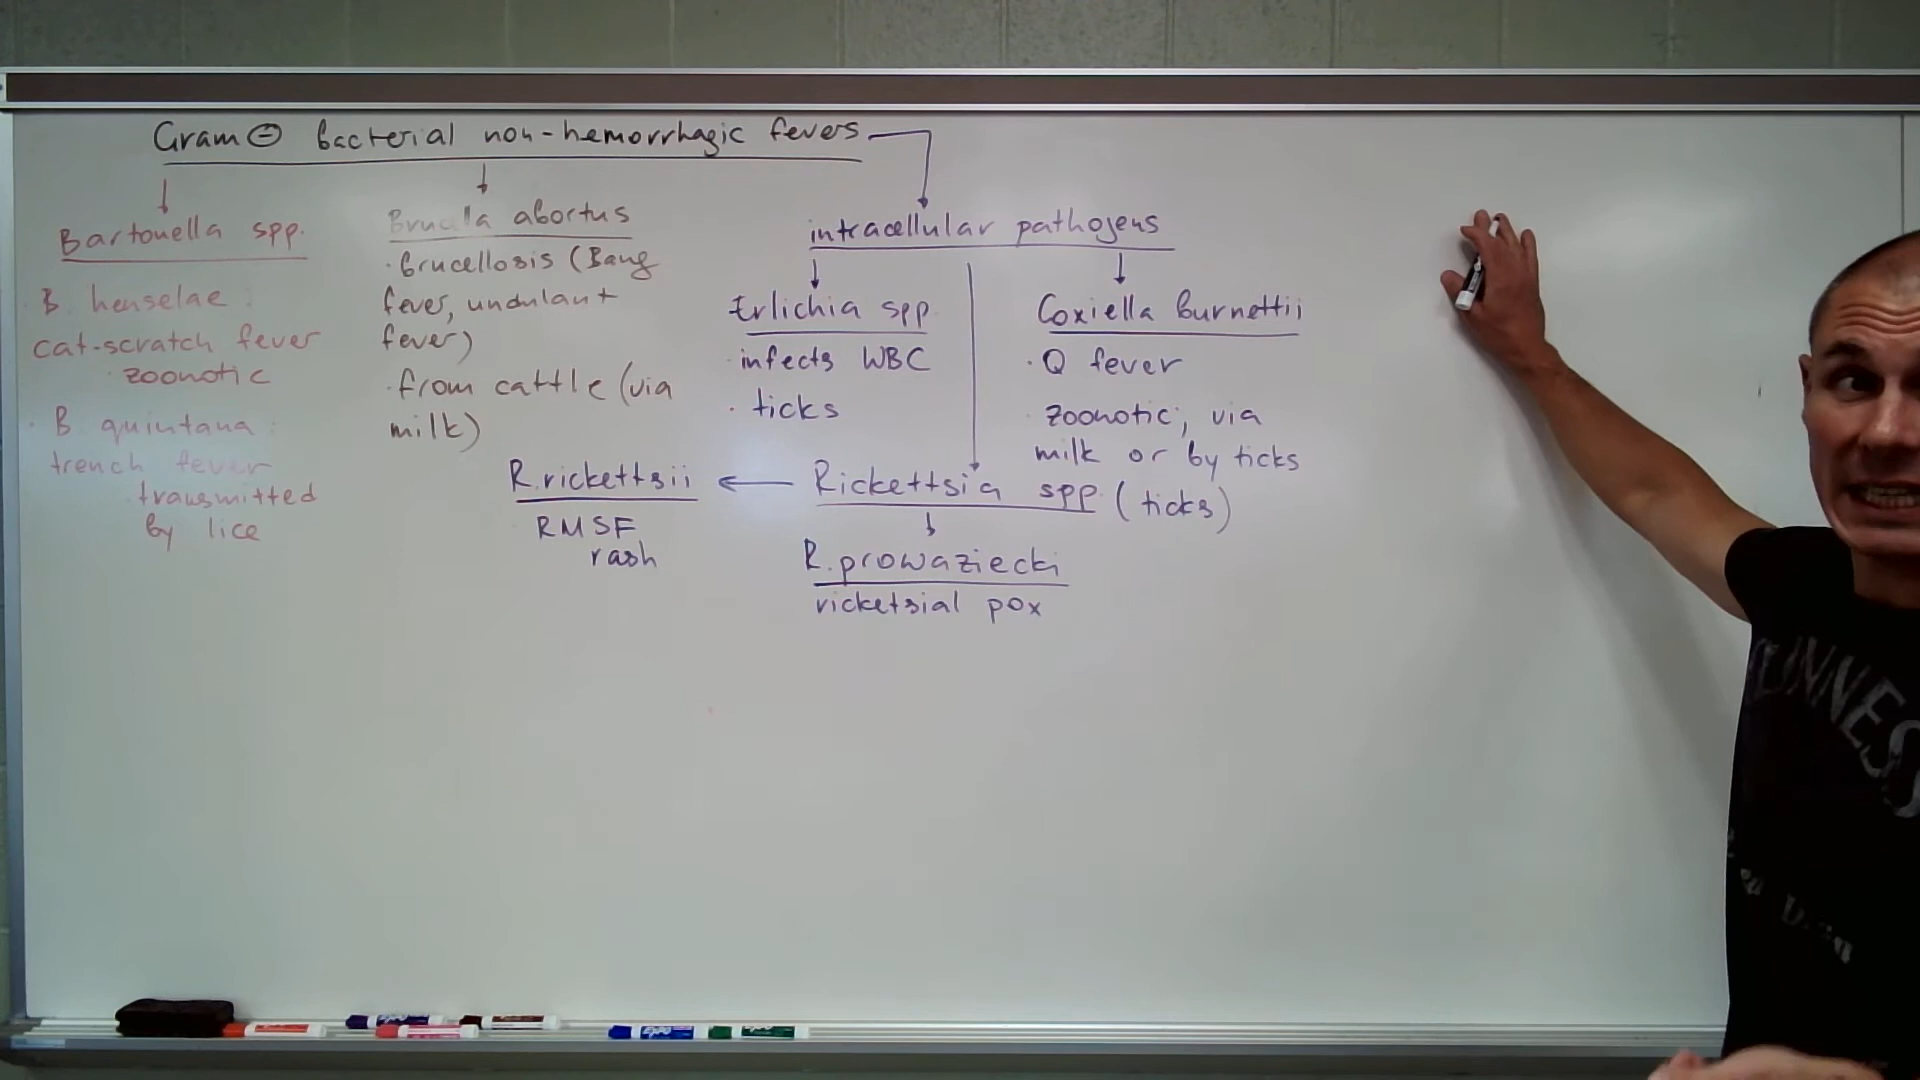 Gram ⊖ bacterial non-hemorrhagic fevers
Bartonella spp.
B henselae:
cat-scratch fever
zoonotic
· B quintana:
trench fever
transmitted
by lice
Brucella abortus
· brucellosis (Bang
fever, undulant
fever)
· from cattle (via
milk)
intracellular pathogens
Erlichia spp.
· infects WBC
· ticks
Coxiella burnettii
· Q fever
· zoonotic, via
milk or by ticks
Rickettsia spp. (ticks)
R. rickettsii
RMSF
rash
R. prowaziecki
ricketsial pox